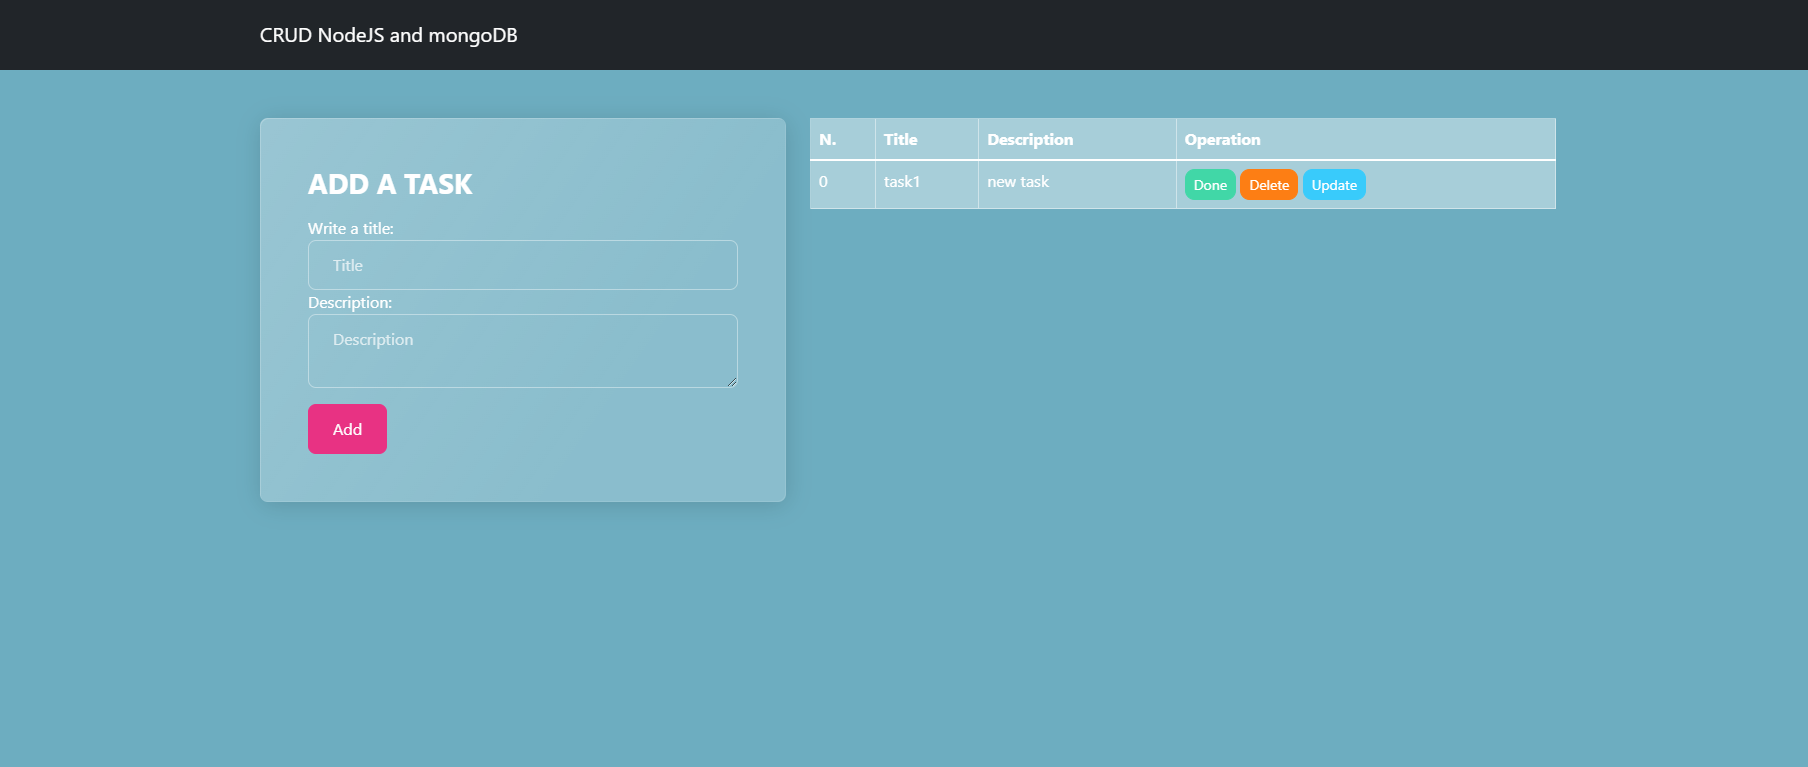 CRUD NodeJS and mongoDB
ADD A TASK
Write a title:
Title
Description:
Description
Add
N. Title Description Operation
0 task1 new task Done Delete Update